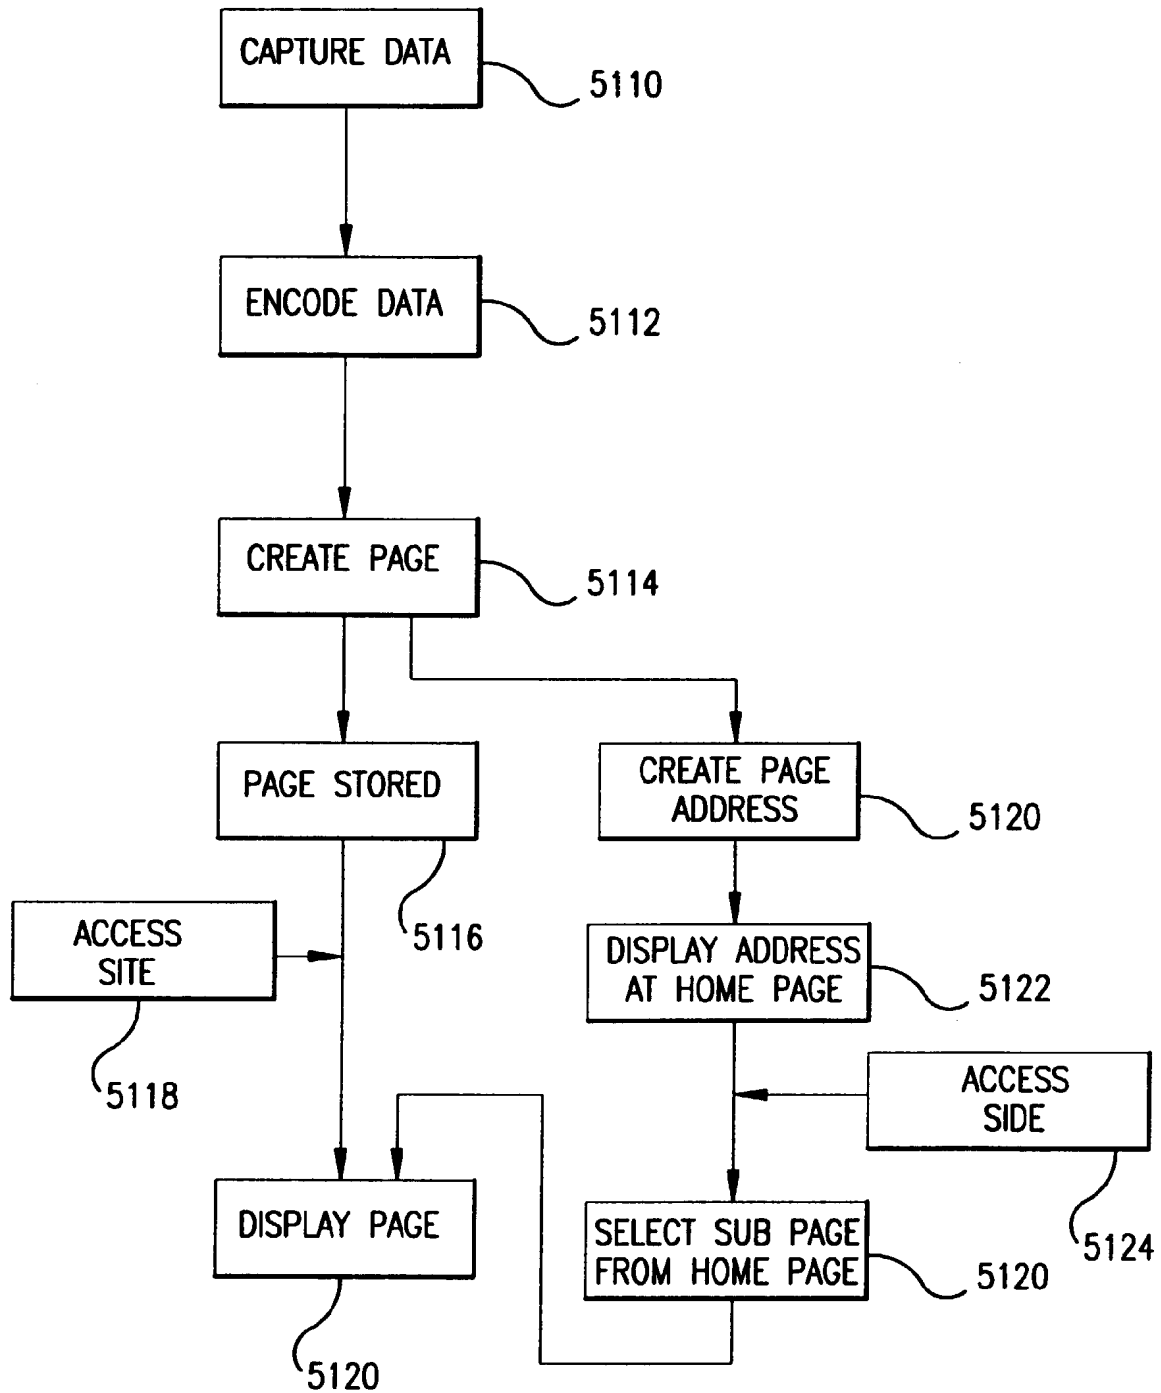 CAPTURE DATA
5110
ENCODE DATA
5112
CREATE PAGE
5114
PAGE STORED
5116
CREATE PAGE
ADDRESS
5120
ACCESS
SITE
5118
DISPLAY ADDRESS
AT HOME PAGE
5122
ACCESS
SIDE
5124
DISPLAY PAGE
5120
SELECT SUB PAGE
FROM HOME PAGE
5120